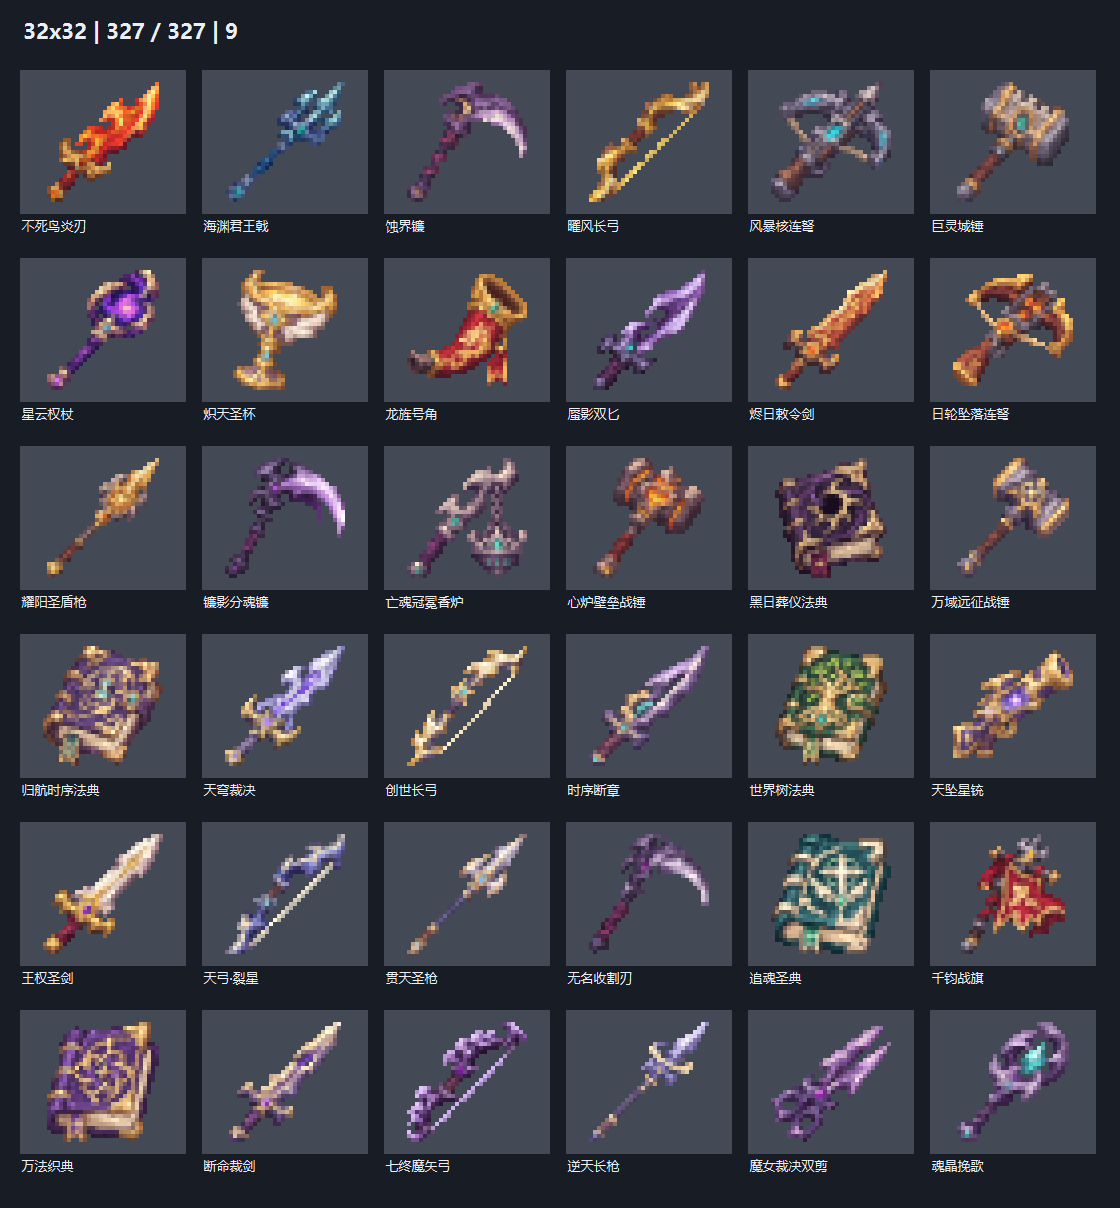 32x32 | 327 / 327 | 9
不死鸟炎刃
海渊君王戟
蚀界镰
曜风长弓
风暴核连弩
巨灵城锤
星云权杖
炽天圣杯
龙旌号角
蜃影双匕
烬日敕令剑
日轮坠落连弩
耀阳圣盾枪
镰影分魂镰
亡魂冠冕香炉
心炉壁垒战锤
黑日葬仪法典
万域远征战锤
归航时序法典
天穹裁决
创世长弓
时序断章
世界树法典
天坠星铳
王权圣剑
天弓·裂星
贯天圣枪
无名收割刃
追魂圣典
千钧战旗
万法织典
断命裁剑
七终魔矢弓
逆天长枪
魔女裁决双剪
魂晶挽歌